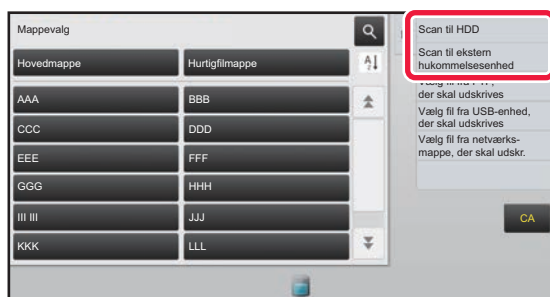 Mappevalg
Hovedmappe
Hurtigfilmappe
AAA
BBB
CCC
DDD
EEE
FFF
GGG
HHH
III III
JJJ
KKK
LLL
Scan til HDD
Scan til ekstern
hukommelsesenhed
der skal udskrives
Vælg fil fra USB-enhed,
der skal udskrives
Vælg fil fra netværks-
mappe, der skal udskr.
CA